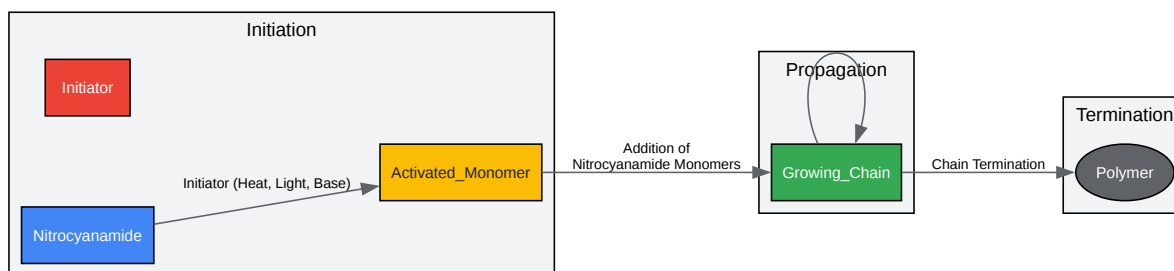 Initiation
Initiator
Nitrocyanamide
Initiator (Heat, Light, Base)
Activated_Monomer
Addition of
Nitrocyanamide Monomers
Propagation
Growing_Chain
Chain Termination
Termination
Polymer